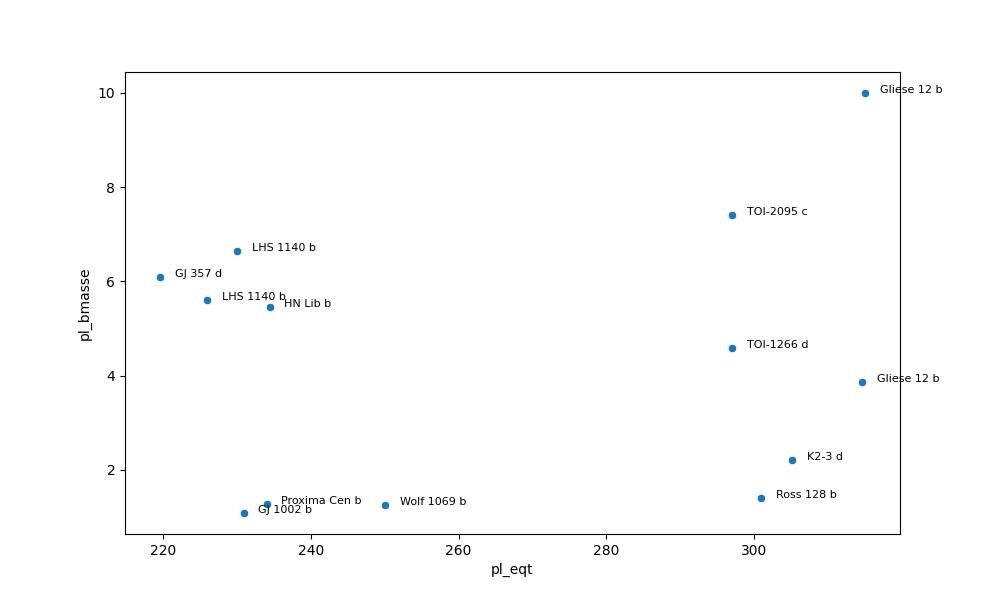 10
Gliese 12 b
TOI-2095 c
8
LHS 1140 b
GJ 357 d
6
LHS 1140 b
HN Lib b
pl_bmasse
TOI-1266 d
4
Gliese 12 b
K2-3 d
2
Ross 128 b
Proxima Cen b
Wolf 1069 b
GJ 1002 b
220 240 260 280 300
pl_eqt